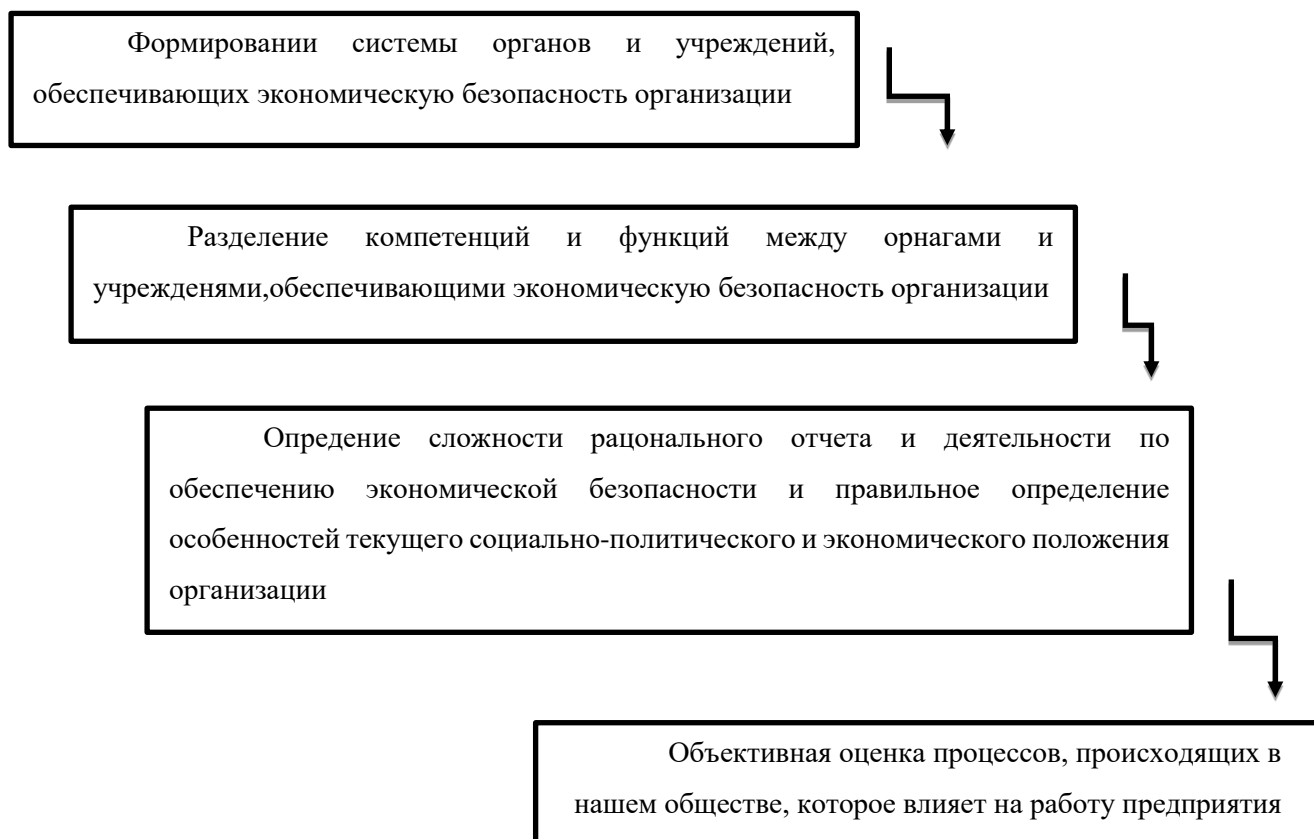 Формировании системы органов и учреждений,
обеспечивающих экономическую безопасность организации
Разделение компетенций и функций между орнагами и
учрежденями,обеспечивающими экономическую безопасность организации
Опредение сложности рацонального отчета и деятельности по
обеспечению экономической безопасности и правильное определение
особенностей текущего социально-политического и экономического положения
организации
Объективная оценка процессов, происходящих в
нашем обществе, которое влияет на работу предприятия